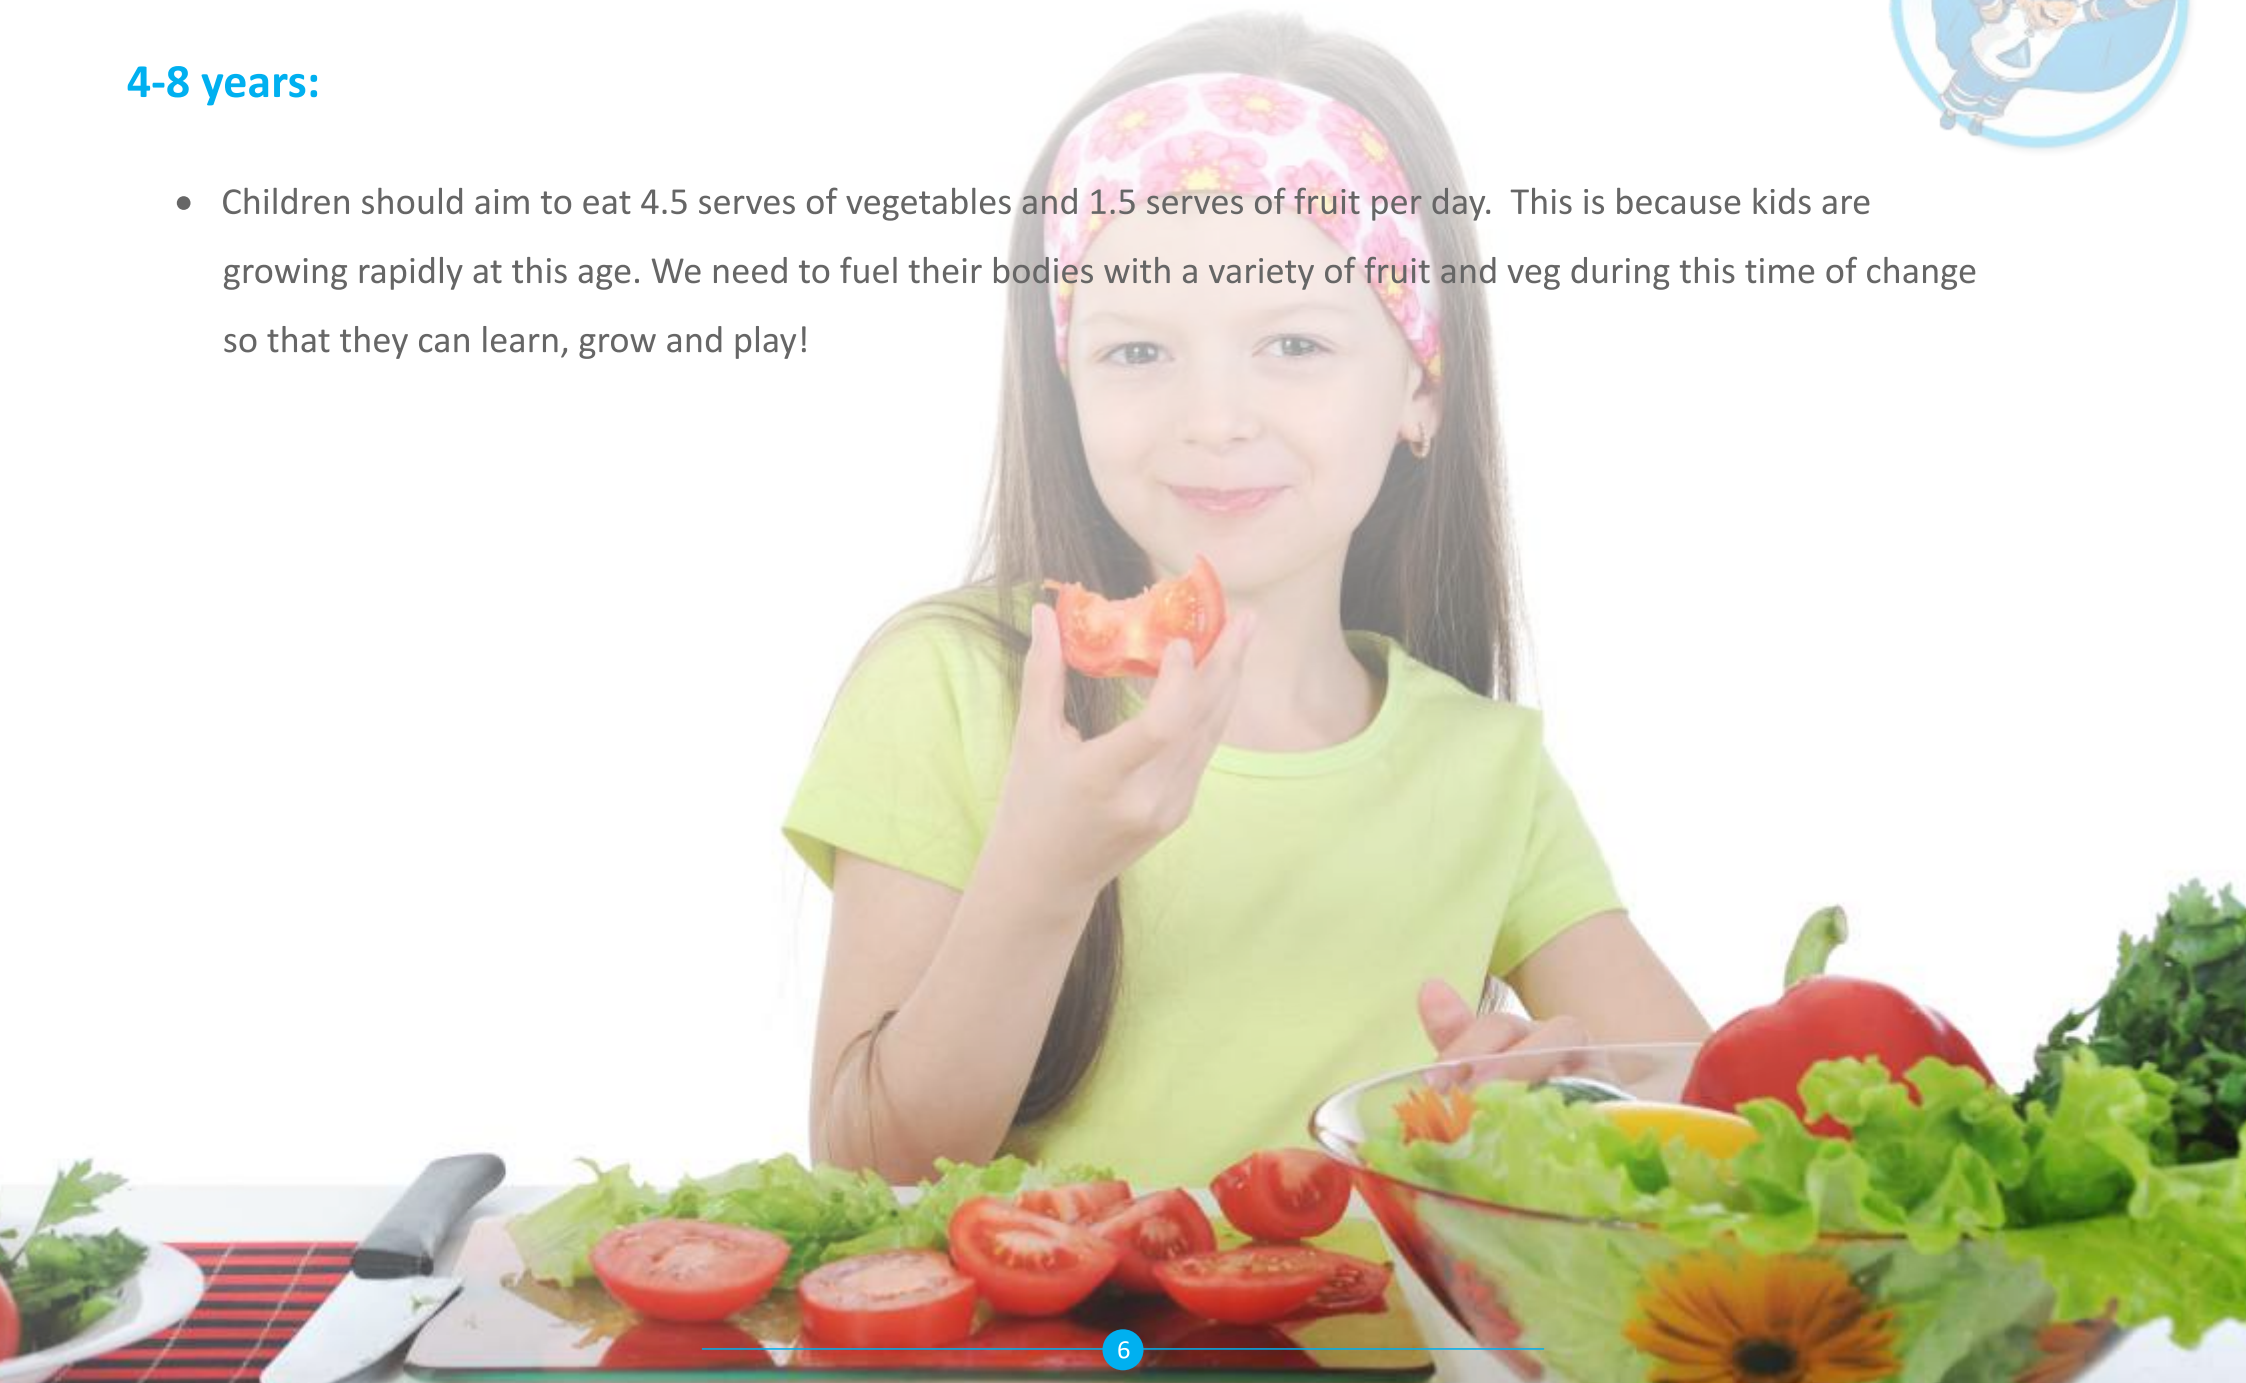 4-8 years:
• Children should aim to eat 4.5 serves of vegetables and 1.5 serves of fruit per day.  This is because kids are
growing rapidly at this age. We need to fuel their bodies with a variety of fruit and veg during this time of change
so that they can learn, grow and play!
6